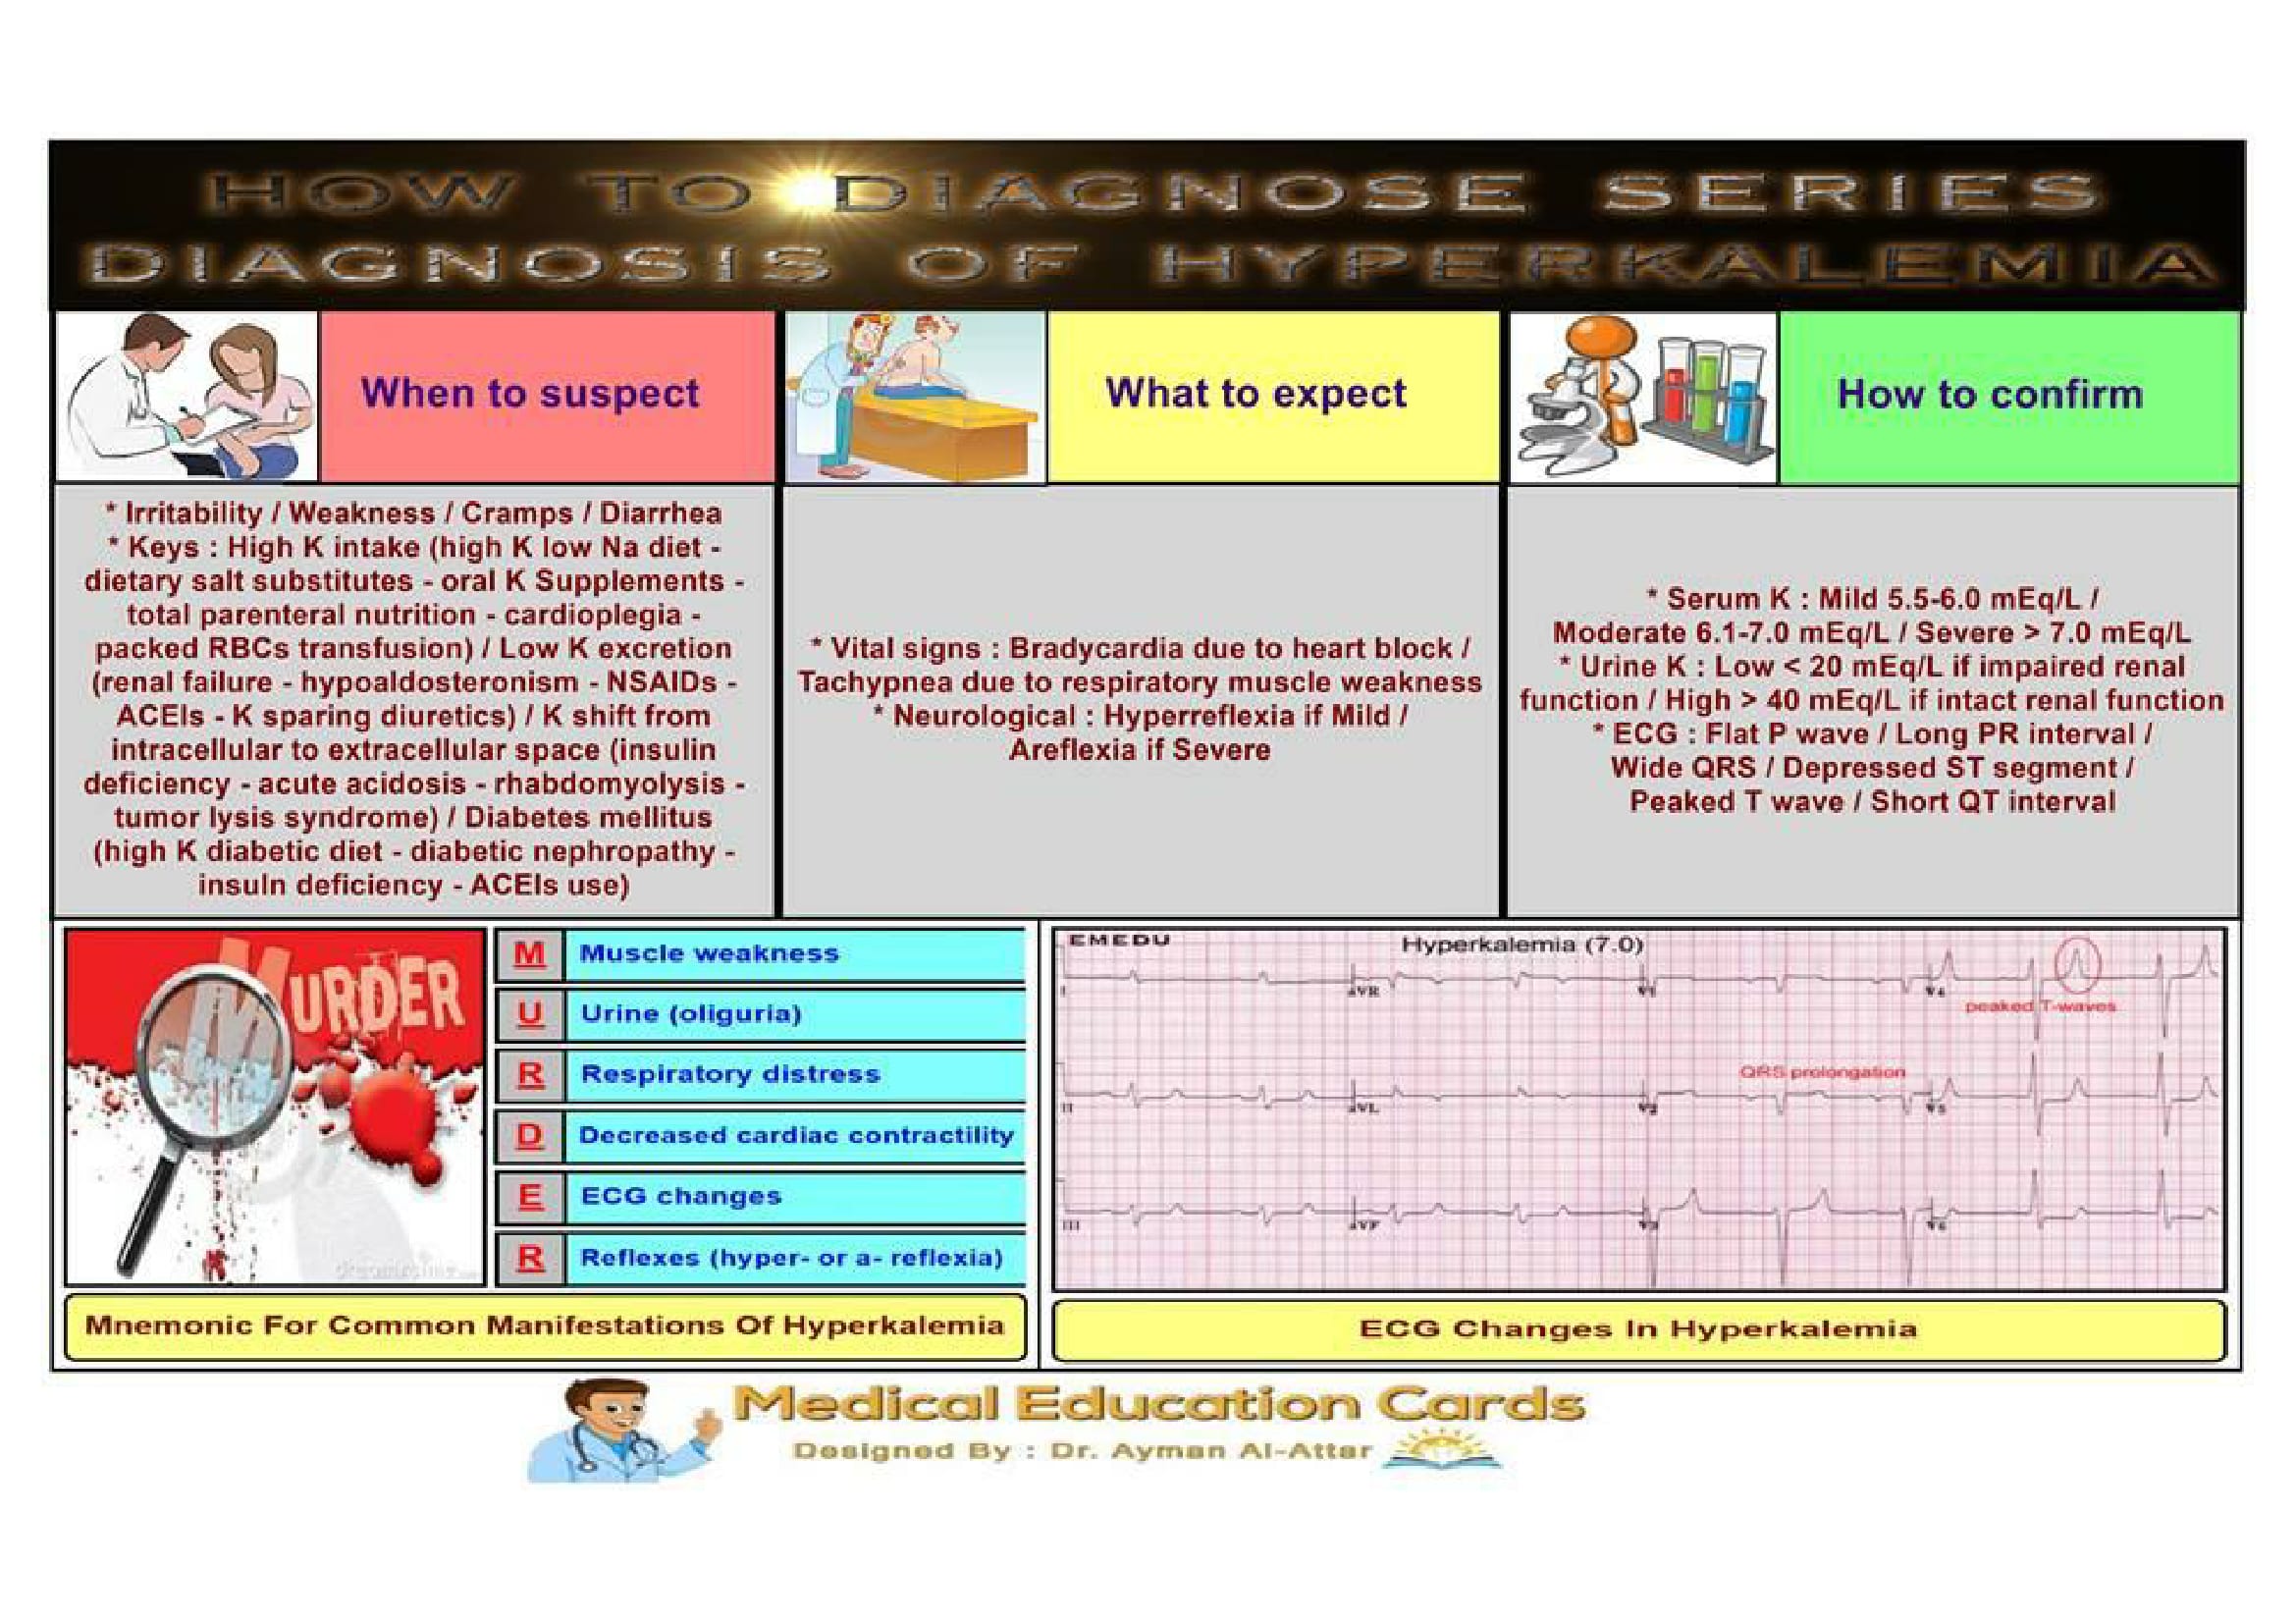 HOW TO DIAGNOSE SERIES
DIAGNOSIS OF HYPERKALEMIA
When to suspect
What to expect
How to confirm
* Irritability / Weakness / Cramps / Diarrhea
* Keys : High K intake (high K low Na diet -
dietary salt substitutes - oral K Supplements -
total parenteral nutrition - cardioplegia -
packed RBCs transfusion) / Low K excretion
(renal failure - hypoaldosteronism - NSAIDs -
ACEIs - K sparing diuretics) / K shift from
intracellular to extracellular space (insulin
deficiency - acute acidosis - rhabdomyolysis -
tumor lysis syndrome) / Diabetes mellitus
(high K diabetic diet - diabetic nephropathy -
insuln deficiency - ACEIs use)
* Vital signs : Bradycardia due to heart block /
Tachypnea due to respiratory muscle weakness
* Neurological : Hyperreflexia if Mild /
Areflexia if Severe
* Serum K : Mild 5.5-6.0 mEq/L /
Moderate 6.1-7.0 mEq/L / Severe > 7.0 mEq/L
* Urine K : Low < 20 mEq/L if impaired renal
function / High > 40 mEq/L if intact renal function
* ECG : Flat P wave / Long PR interval /
Wide QRS / Depressed ST segment /
Peaked T wave / Short QT interval
MURDER
M Muscle weakness
U Urine (oliguria)
R Respiratory distress
D Decreased cardiac contractility
E ECG changes
R Reflexes (hyper- or a- reflexia)
Mnemonic For Common Manifestations Of Hyperkalemia
EMEDU
Hyperkalemia (7.0)
I aVR V1 V4
peaked T-waves
QRS prolongation
II aVL V2 V5
III aVF V3 V6
ECG Changes In Hyperkalemia
Medical Education Cards
Designed By : Dr. Ayman Al-Attar